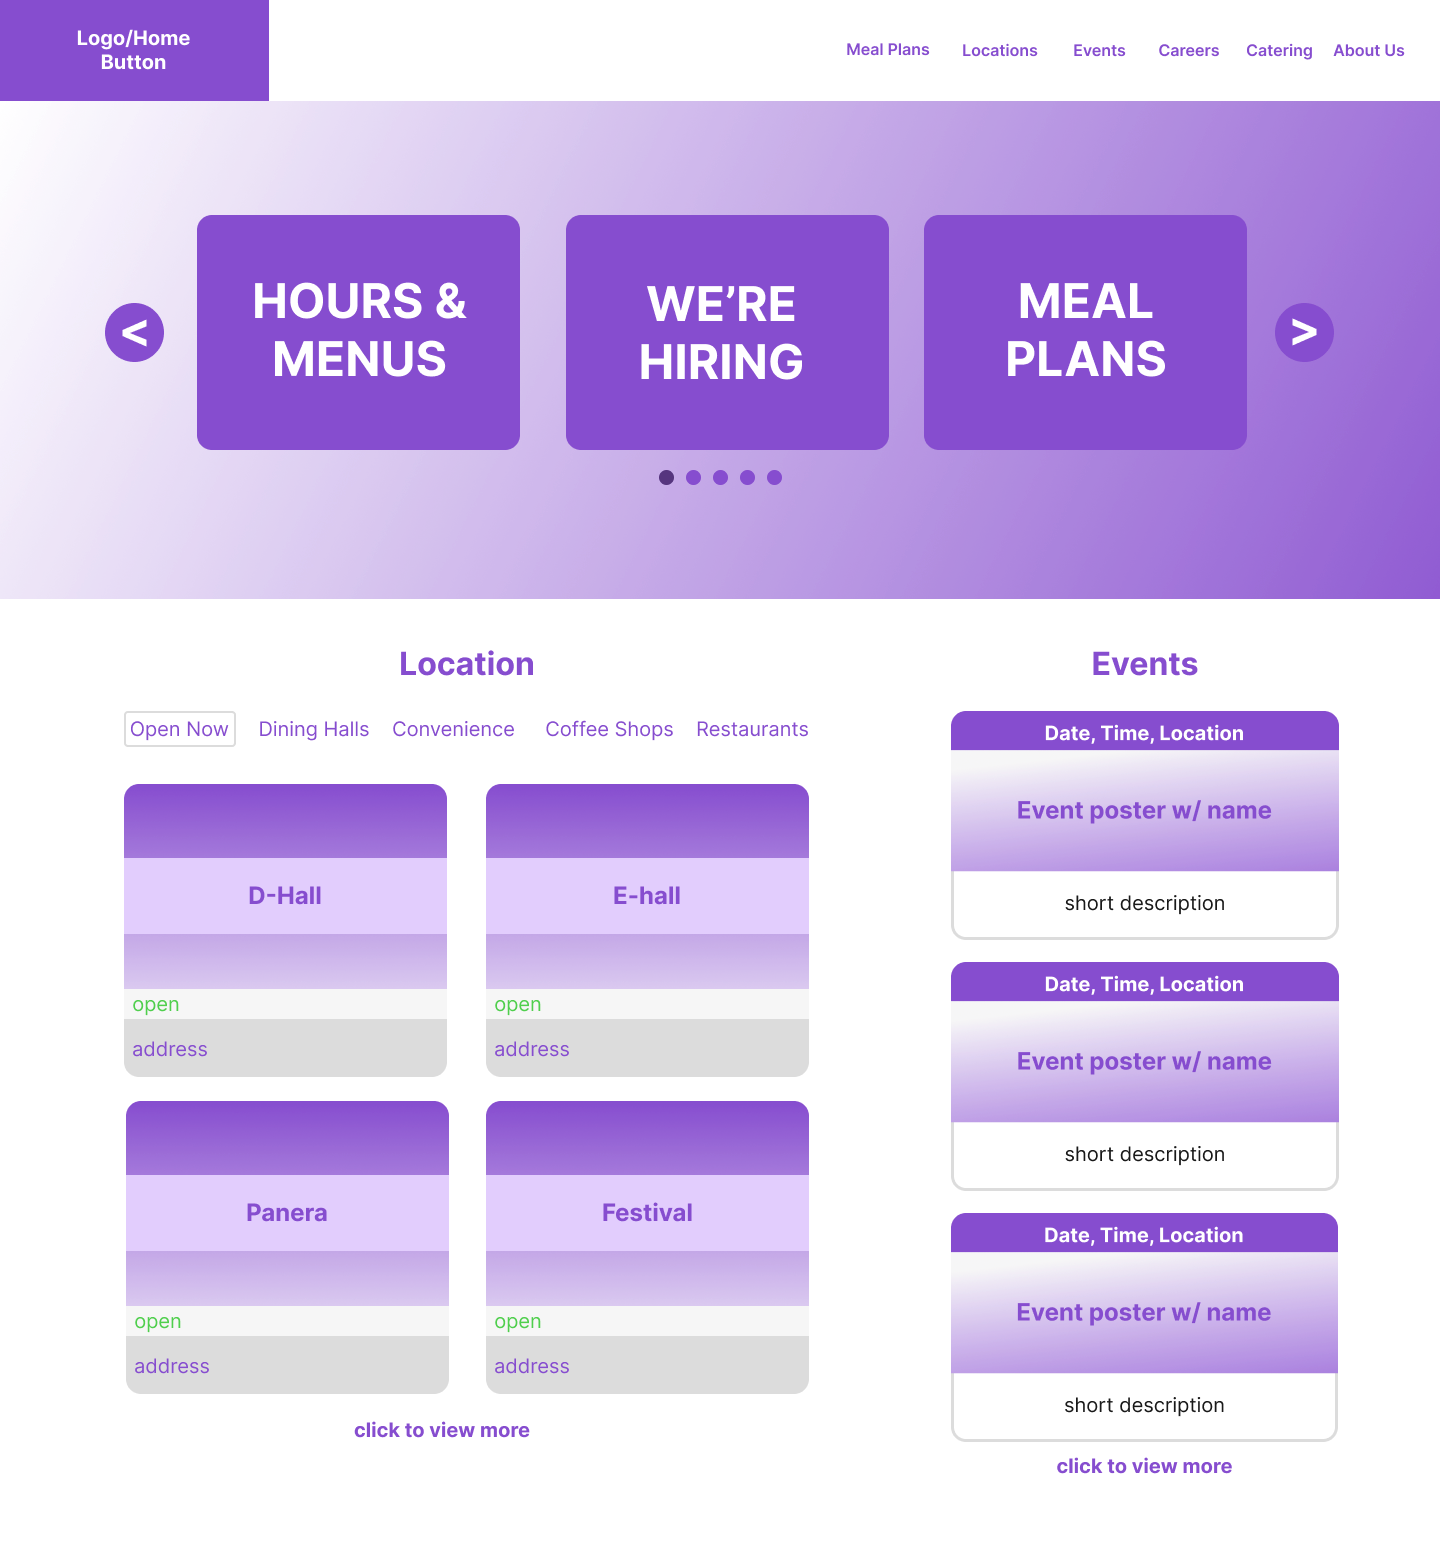 Logo/Home
Button
Meal Plans
Locations
Events
Careers
Catering
About Us
<
HOURS &
MENUS
WE’RE
HIRING
MEAL
PLANS
>
Location
Open Now
Dining Halls
Convenience
Coffee Shops
Restaurants
D-Hall
open
address
E-hall
open
address
Panera
open
address
Festival
open
address
click to view more
Events
Date, Time, Location
Event poster w/ name
short description
Date, Time, Location
Event poster w/ name
short description
Date, Time, Location
Event poster w/ name
short description
click to view more